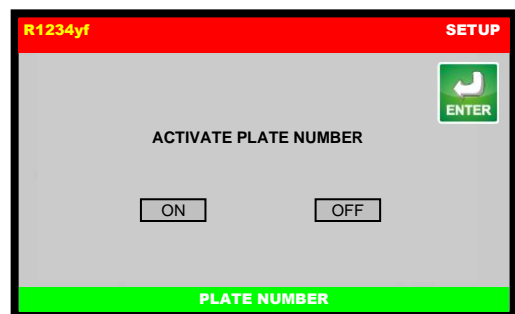 R1234yf SETUP
ENTER
ACTIVATE PLATE NUMBER
ON OFF
PLATE NUMBER